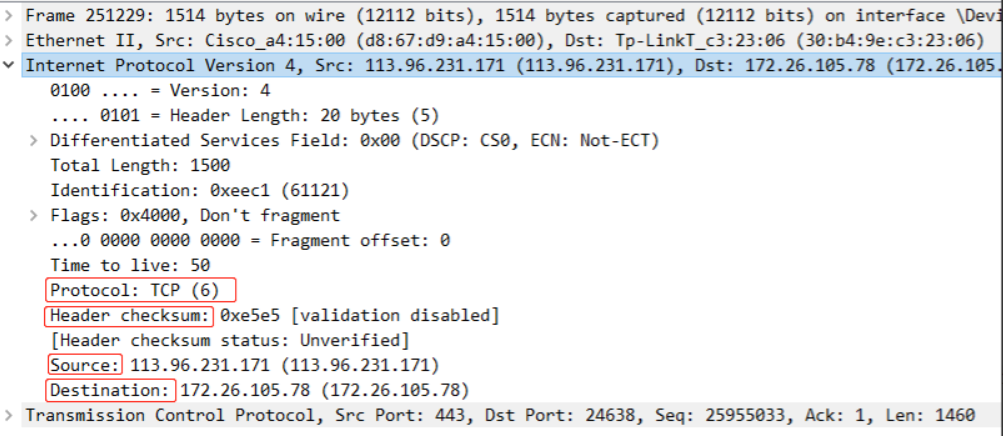 Frame 251229: 1514 bytes on wire (12112 bits), 1514 bytes captured (12112 bits) on interface \Devi
Ethernet II, Src: Cisco_a4:15:00 (d8:67:d9:a4:15:00), Dst: Tp-LinkT_c3:23:06 (30:b4:9e:c3:23:06)
Internet Protocol Version 4, Src: 113.96.231.171 (113.96.231.171), Dst: 172.26.105.78 (172.26.105.
0100 .... = Version: 4
.... 0101 = Header Length: 20 bytes (5)
Differentiated Services Field: 0x00 (DSCP: CS0, ECN: Not-ECT)
Total Length: 1500
Identification: 0xeec1 (61121)
Flags: 0x4000, Don't fragment
...0 0000 0000 0000 = Fragment offset: 0
Time to live: 50
Protocol: TCP (6)
Header checksum: 0xe5e5 [validation disabled]
[Header checksum status: Unverified]
Source: 113.96.231.171 (113.96.231.171)
Destination: 172.26.105.78 (172.26.105.78)
Transmission Control Protocol, Src Port: 443, Dst Port: 24638, Seq: 25955033, Ack: 1, Len: 1460